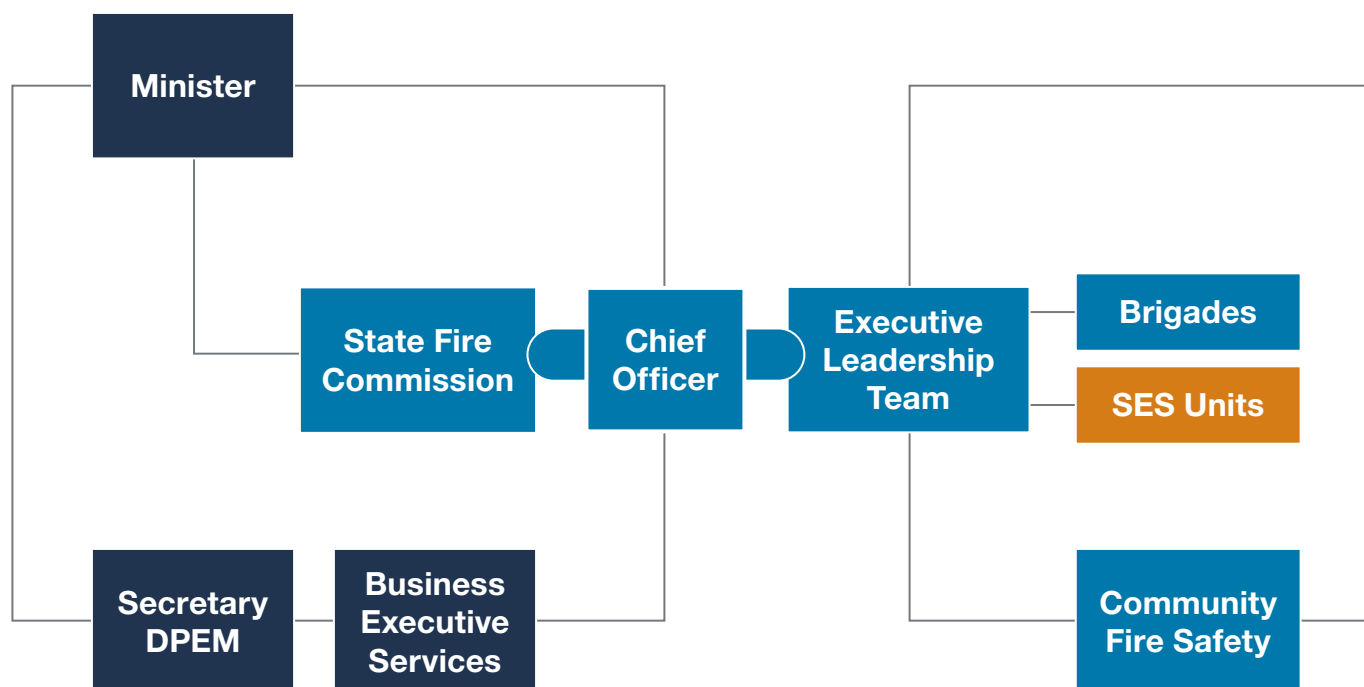 Minister
State Fire
Commission
Chief
Officer
Executive
Leadership
Team
Brigades
SES Units
Secretary
DPEM
Business
Executive
Services
Community
Fire Safety